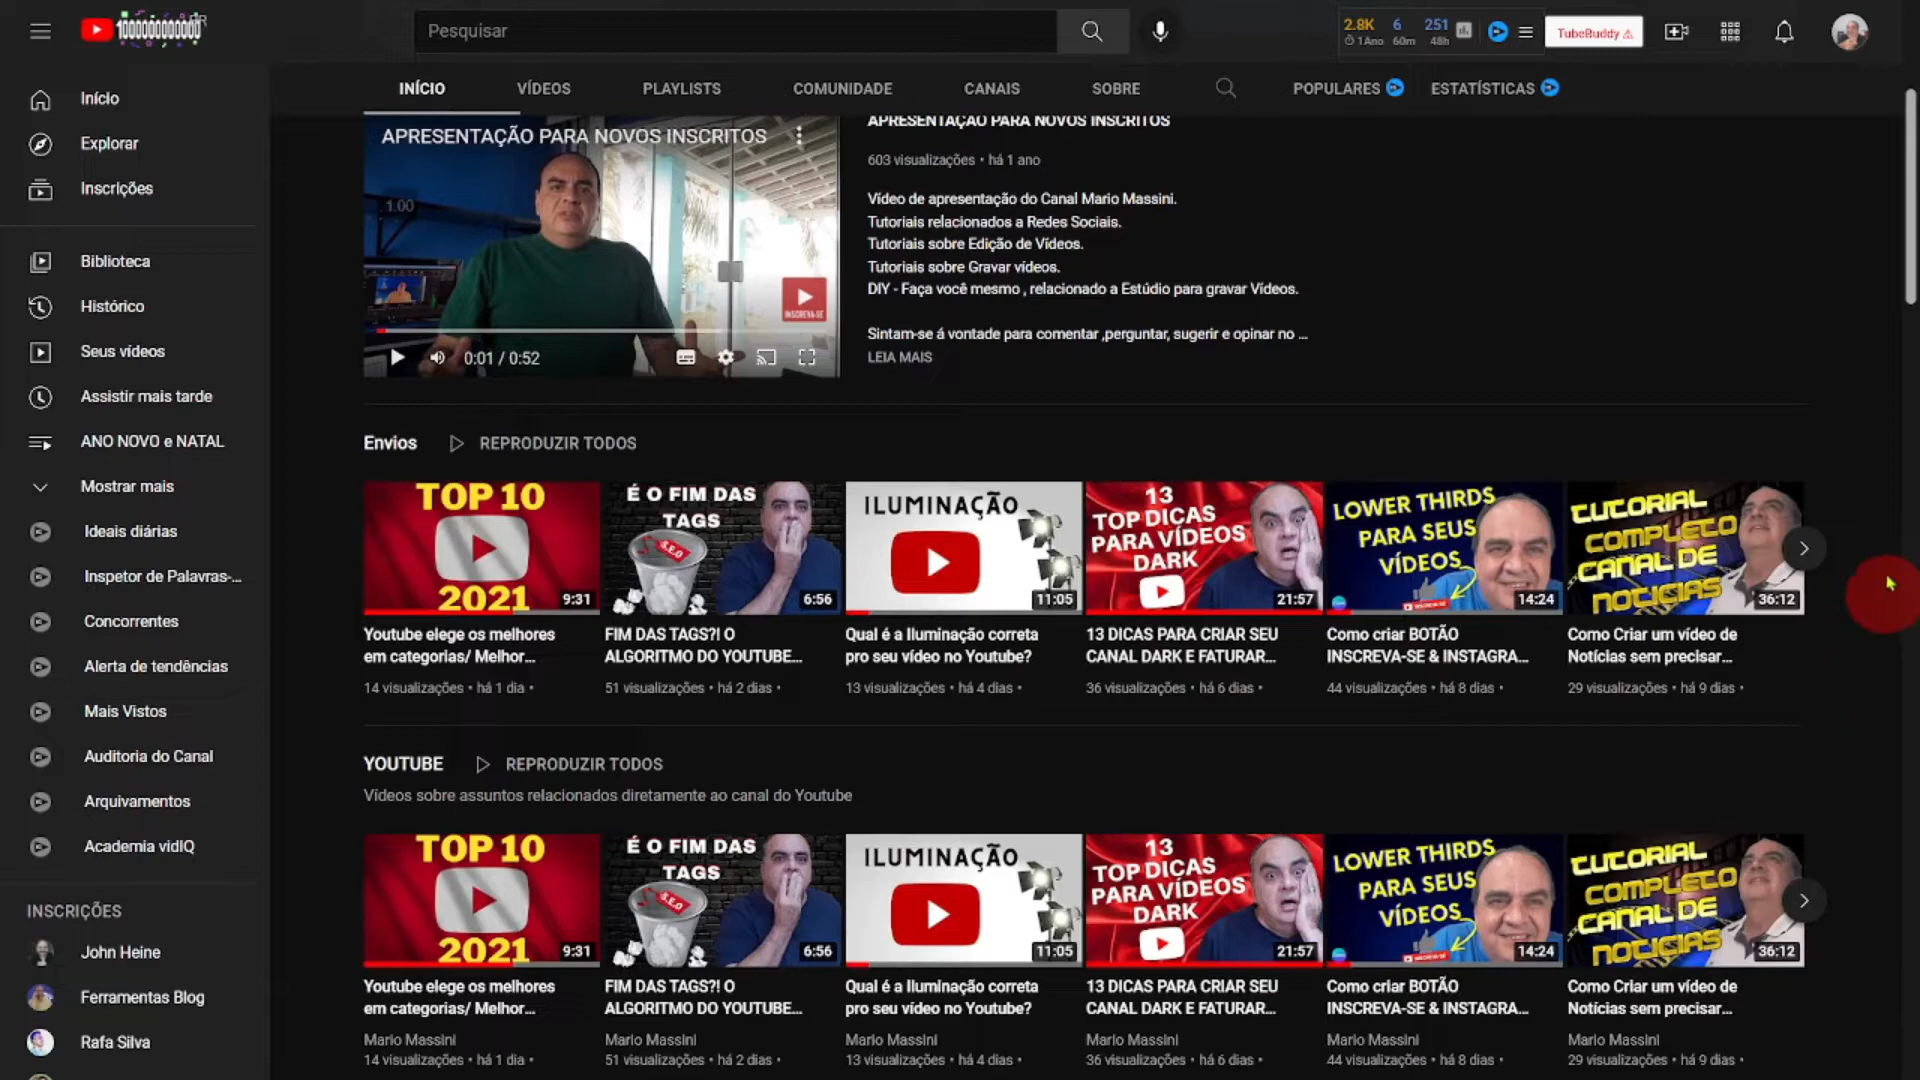 1000000000000
BR
Pesquisar
2.8K 6 251
1Ano 60m 48h
TubeBuddy
INÍCIO VÍDEOS PLAYLISTS COMUNIDADE CANAIS SOBRE POPULARES ESTATÍSTICAS
Início
Explorar
Inscrições
Biblioteca
Histórico
Seus vídeos
Assistir mais tarde
ANO NOVO e NATAL
Mostrar mais
Ideais diárias
Inspetor de Palavras-...
Concorrentes
Alerta de tendências
Mais Vistos
Auditoria do Canal
Arquivamentos
Academia vidIQ
INSCRIÇÕES
John Heine
Ferramentas Blog
Rafa Silva
APRESENTAÇÃO PARA NOVOS INSCRITOS
1.00
INSCREVA-SE
0:01 / 0:52
APRESENTAÇÃO PARA NOVOS INSCRITOS
603 visualizações • há 1 ano
Vídeo de apresentação do Canal Mario Massini.
Tutoriais relacionados a Redes Sociais.
Tutoriais sobre Edição de Vídeos.
Tutoriais sobre Gravar vídeos.
DIY - Faça você mesmo , relacionado a Estúdio para gravar Vídeos.
Sintam-se á vontade para comentar ,perguntar, sugerir e opinar no ...
LEIA MAIS
Envios REPRODUZIR TODOS
TOP 10
2021
9:31
Youtube elege os melhores
em categorias/ Melhor...
14 visualizações • há 1 dia •
É O FIM DAS
TAGS
S.E.O
6:56
FIM DAS TAGS?! O
ALGORITMO DO YOUTUBE...
51 visualizações • há 2 dias •
ILUMINAÇÃO
11:05
Qual é a Iluminação correta
pro seu vídeo no Youtube?
13 visualizações • há 4 dias •
13
TOP DICAS
PARA VÍDEOS
DARK
21:57
13 DICAS PARA CRIAR SEU
CANAL DARK E FATURAR...
36 visualizações • há 6 dias •
LOWER THIRDS
PARA SEUS
VÍDEOS
14:24
Como criar BOTÃO
INSCREVA-SE & INSTAGRA...
44 visualizações • há 8 dias •
TUTORIAL
COMPLETO
CANAL DE
NOTICIAS
36:12
Como Criar um vídeo de
Notícias sem precisar...
29 visualizações • há 9 dias •
YOUTUBE REPRODUZIR TODOS
Vídeos sobre assuntos relacionados diretamente ao canal do Youtube
TOP 10
2021
9:31
Youtube elege os melhores
em categorias/ Melhor...
Mario Massini
14 visualizações • há 1 dia •
É O FIM DAS
TAGS
S.E.O
6:56
FIM DAS TAGS?! O
ALGORITMO DO YOUTUBE...
Mario Massini
51 visualizações • há 2 dias •
ILUMINAÇÃO
11:05
Qual é a Iluminação correta
pro seu vídeo no Youtube?
Mario Massini
13 visualizações • há 4 dias •
13
TOP DICAS
PARA VÍDEOS
DARK
21:57
13 DICAS PARA CRIAR SEU
CANAL DARK E FATURAR...
Mario Massini
36 visualizações • há 6 dias •
LOWER THIRDS
PARA SEUS
VÍDEOS
14:24
Como criar BOTÃO
INSCREVA-SE & INSTAGRA...
Mario Massini
44 visualizações • há 8 dias •
TUTORIAL
COMPLETO
CANAL DE
NOTICIAS
36:12
Como Criar um vídeo de
Notícias sem precisar...
Mario Massini
29 visualizações • há 9 dias •